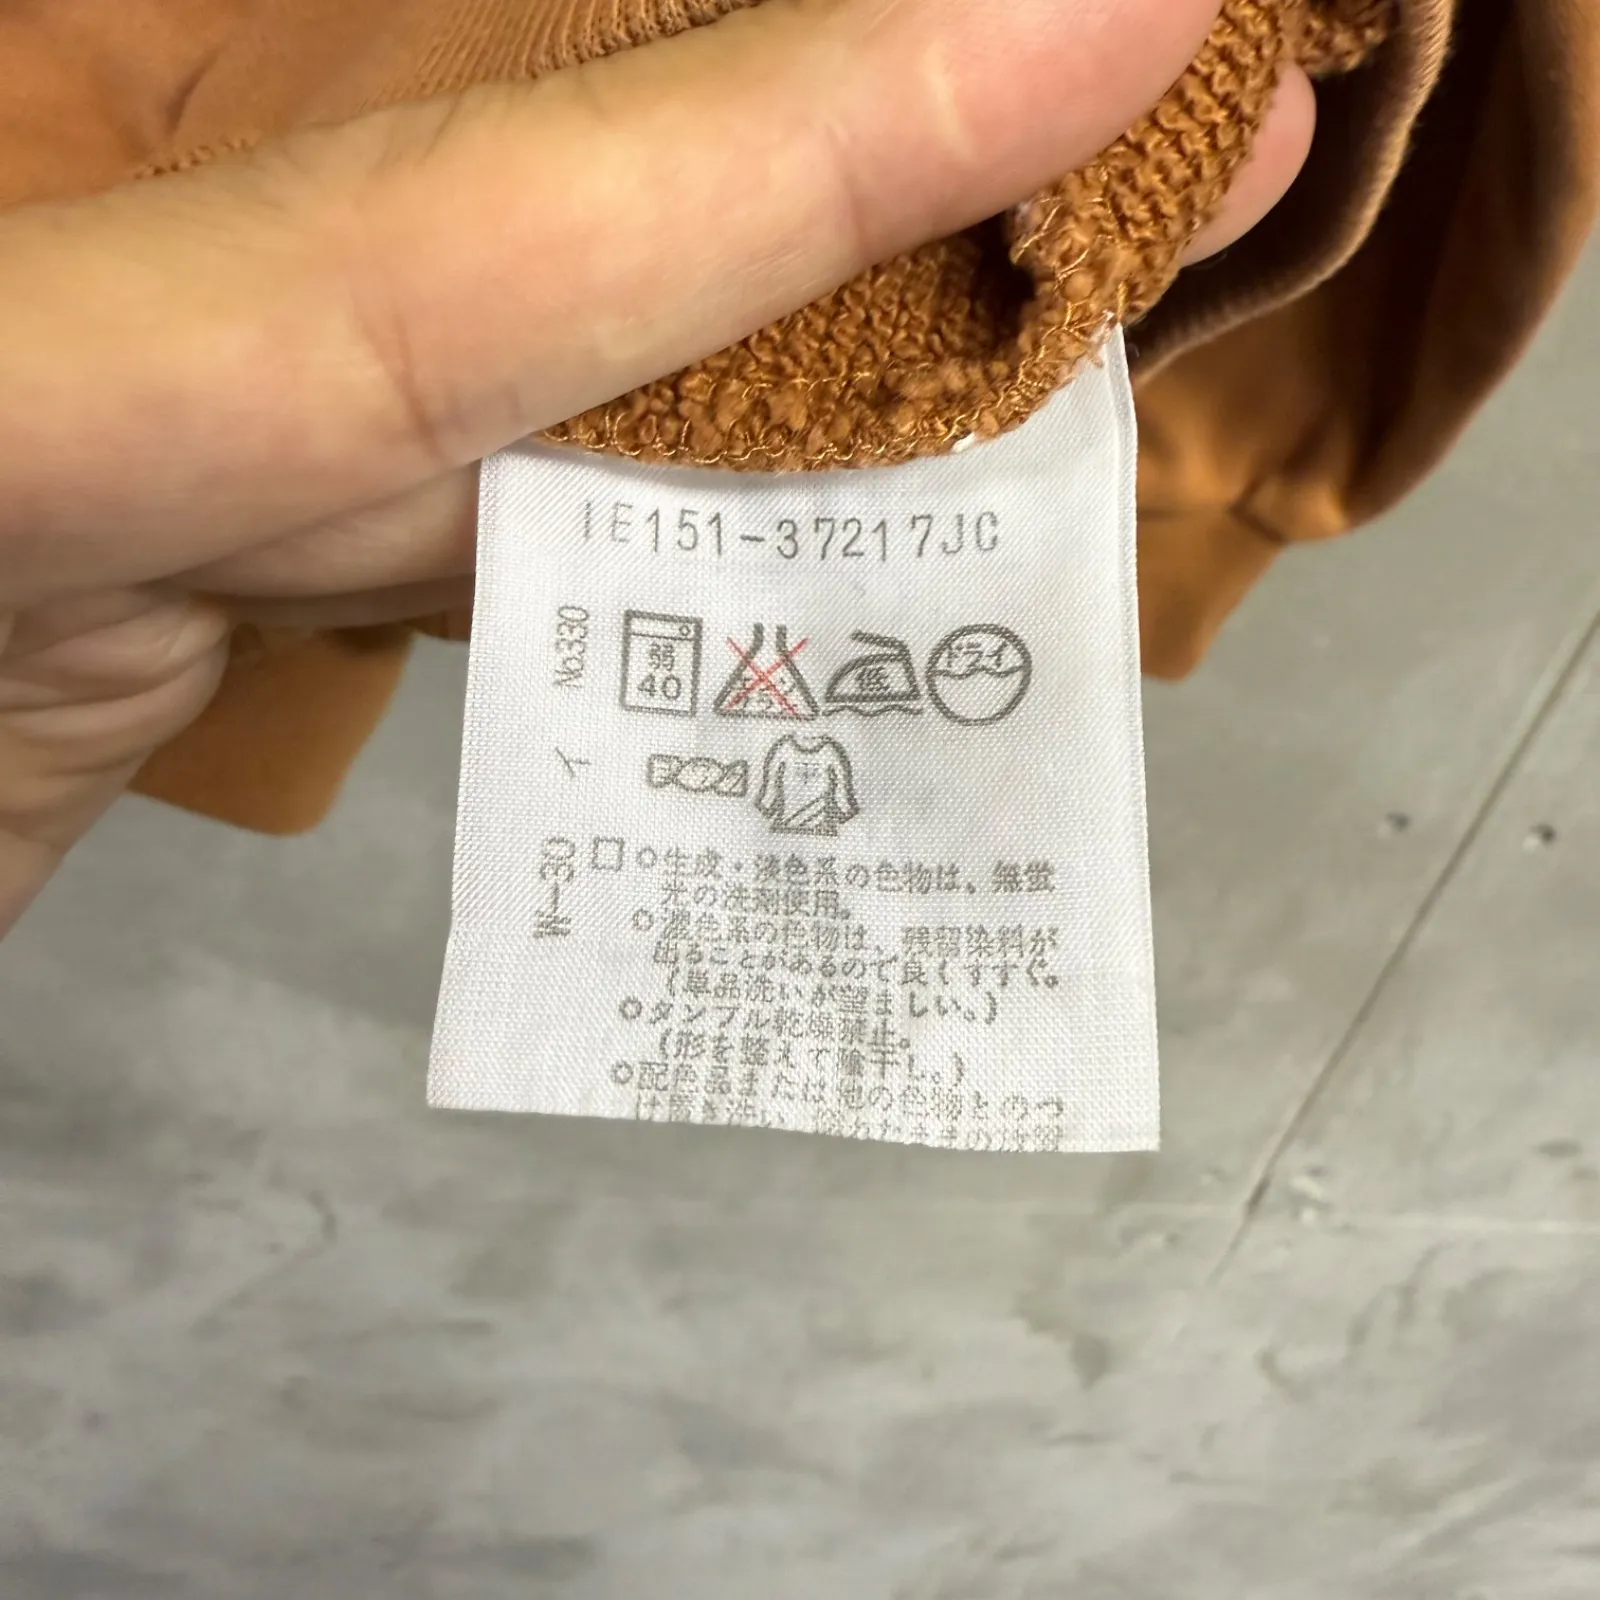 IE151-37217JC
No.330
40
ドライ
イ
W-30
○生成・淡色系の色物は、無蛍
光の洗剤使用。
○濃色系の色物は、残留染料が
出ることがあるので良くすすぐ。
(単品洗いが望ましい。)
○タンブル乾燥禁止。
(形を整えて陰干し。)
○配色品または他の色物とのつ